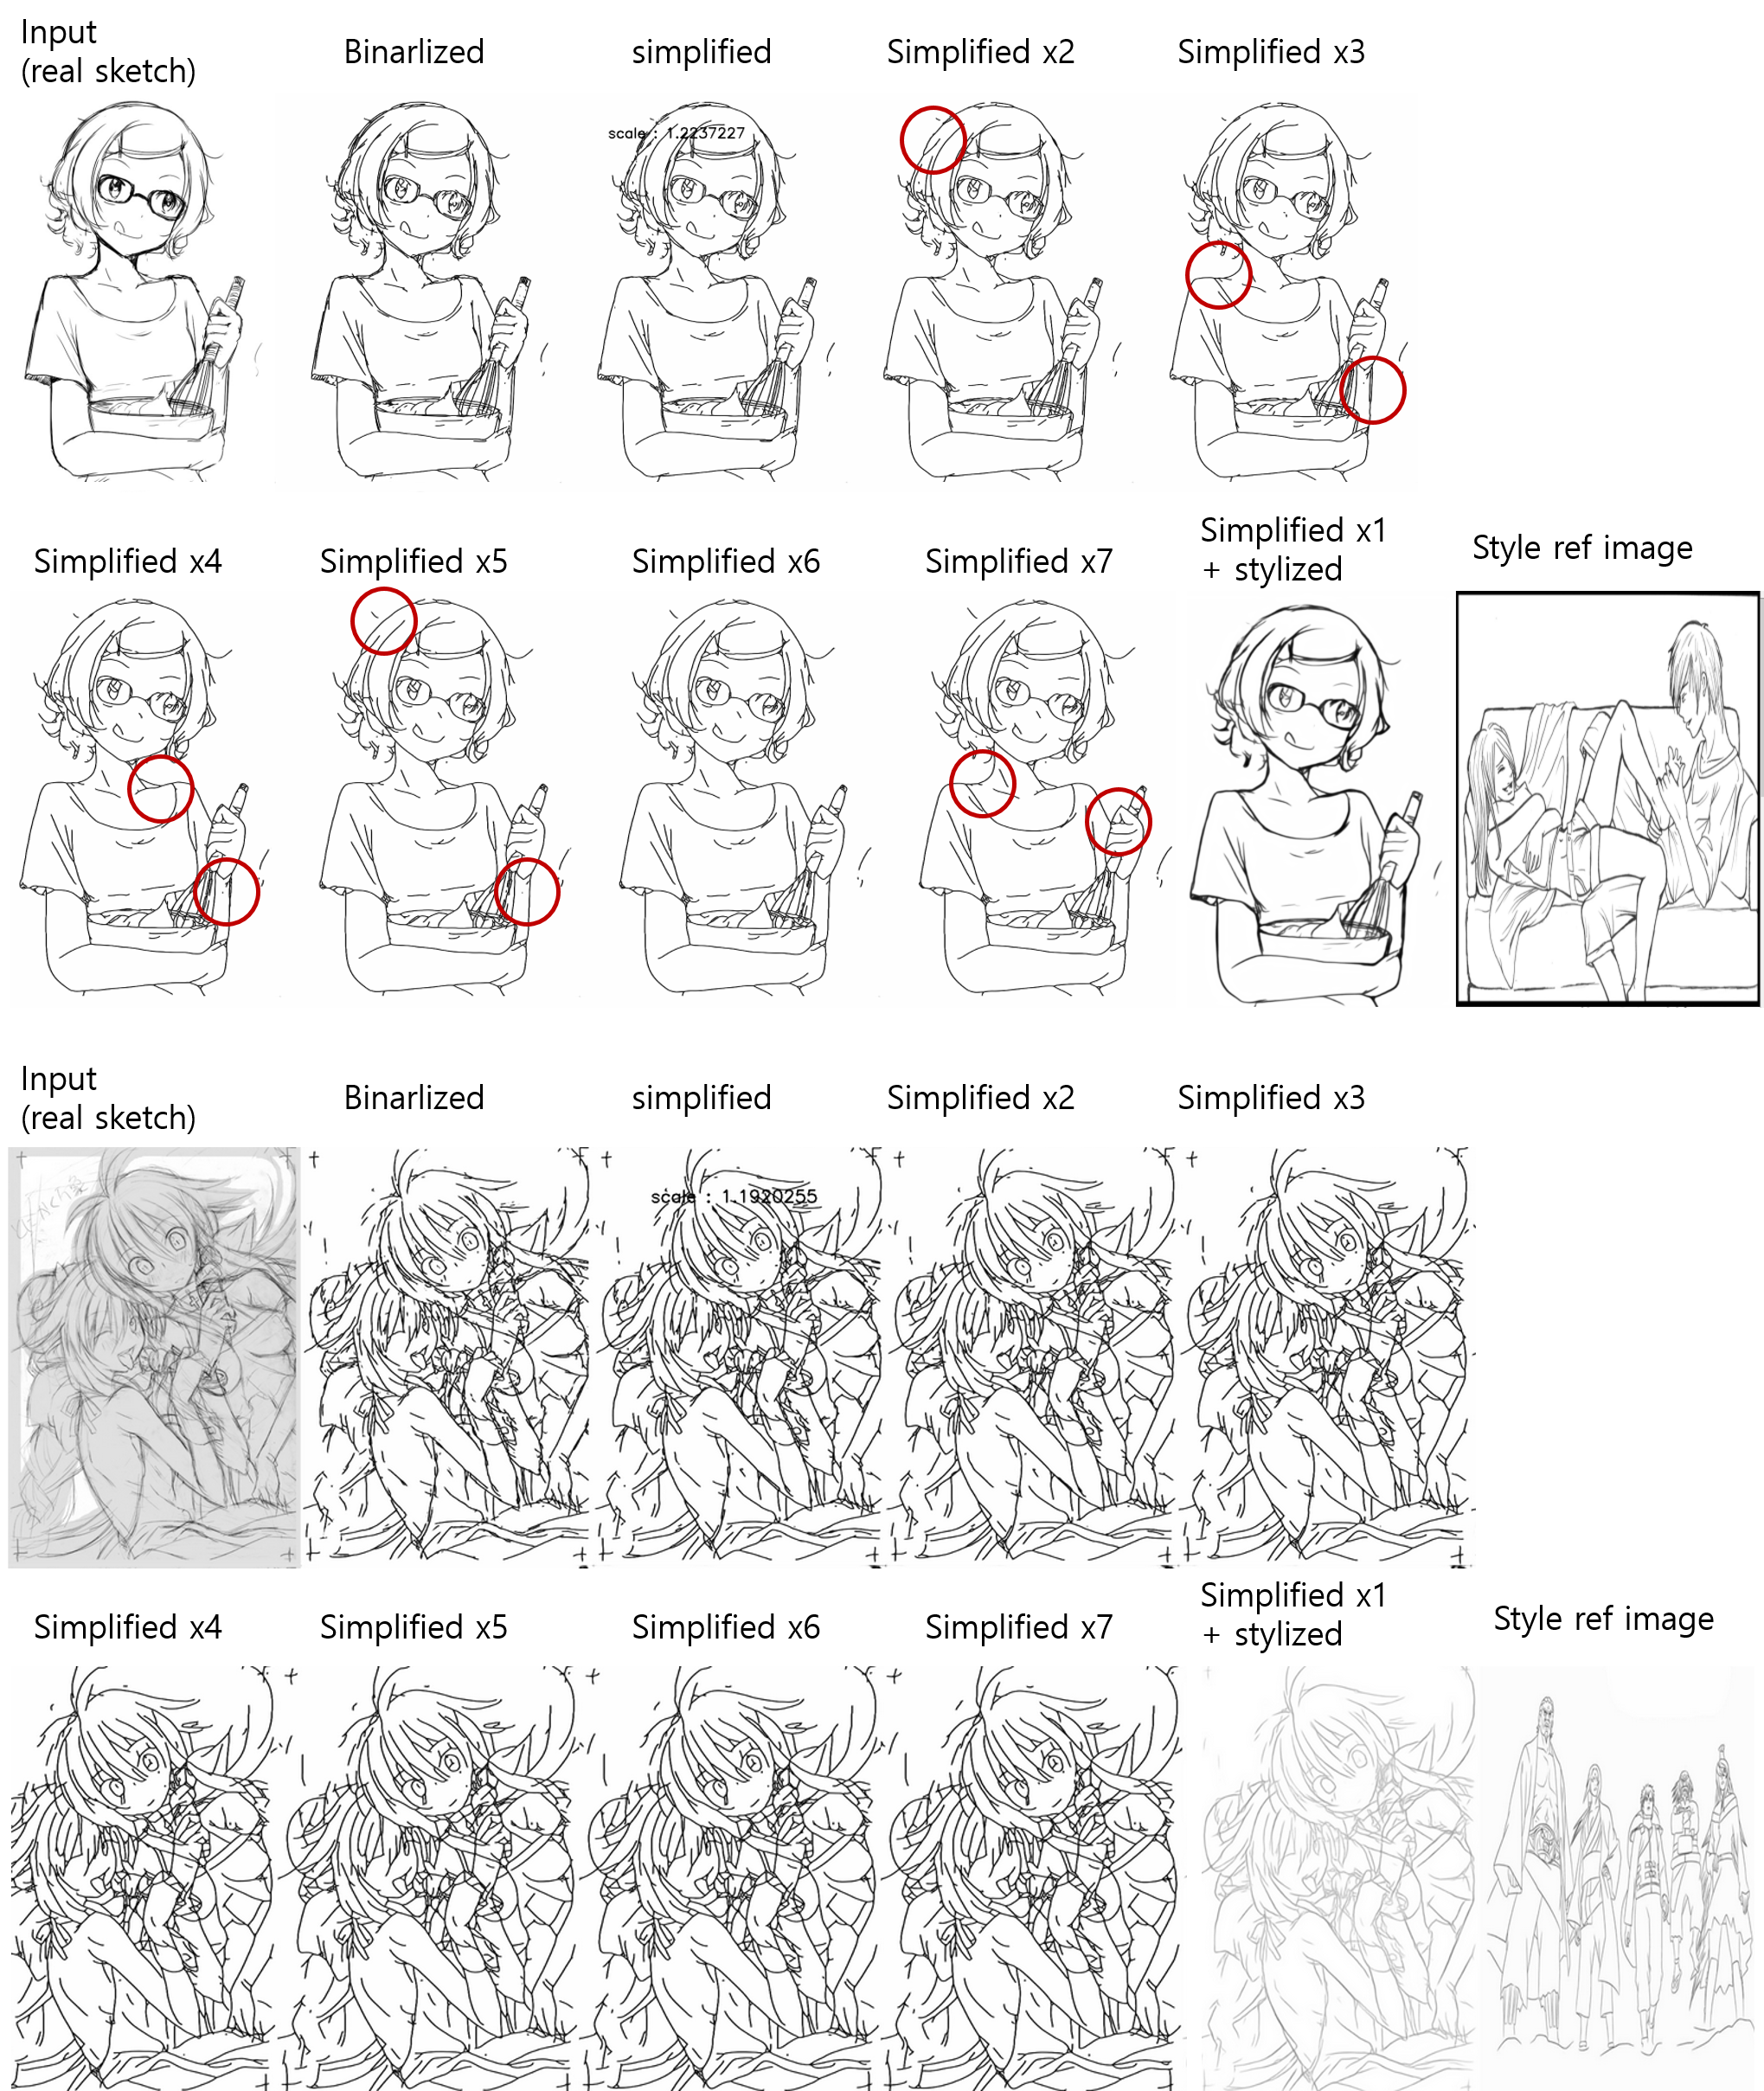 Input
(real sketch)
Binarlized
simplified
Simplified x2
Simplified x3
scale : 1.2237227
Simplified x4
Simplified x5
Simplified x6
Simplified x7
Simplified x1
+ stylized
Style ref image
Input
(real sketch)
Binarlized
simplified
Simplified x2
Simplified x3
scale : 1.1920255
Simplified x4
Simplified x5
Simplified x6
Simplified x7
Simplified x1
+ stylized
Style ref image